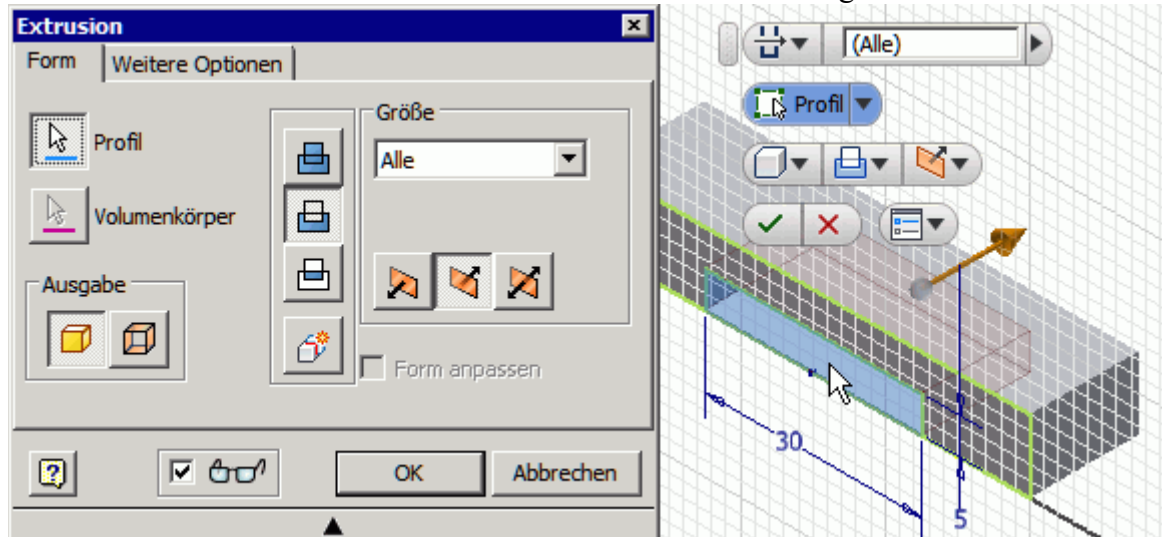 Extrusion
Form
Weitere Optionen
Profil
Größe
Alle
Volumenkörper
Ausgabe
Form anpassen
OK
Abbrechen
(Alle)
Profil
30
5